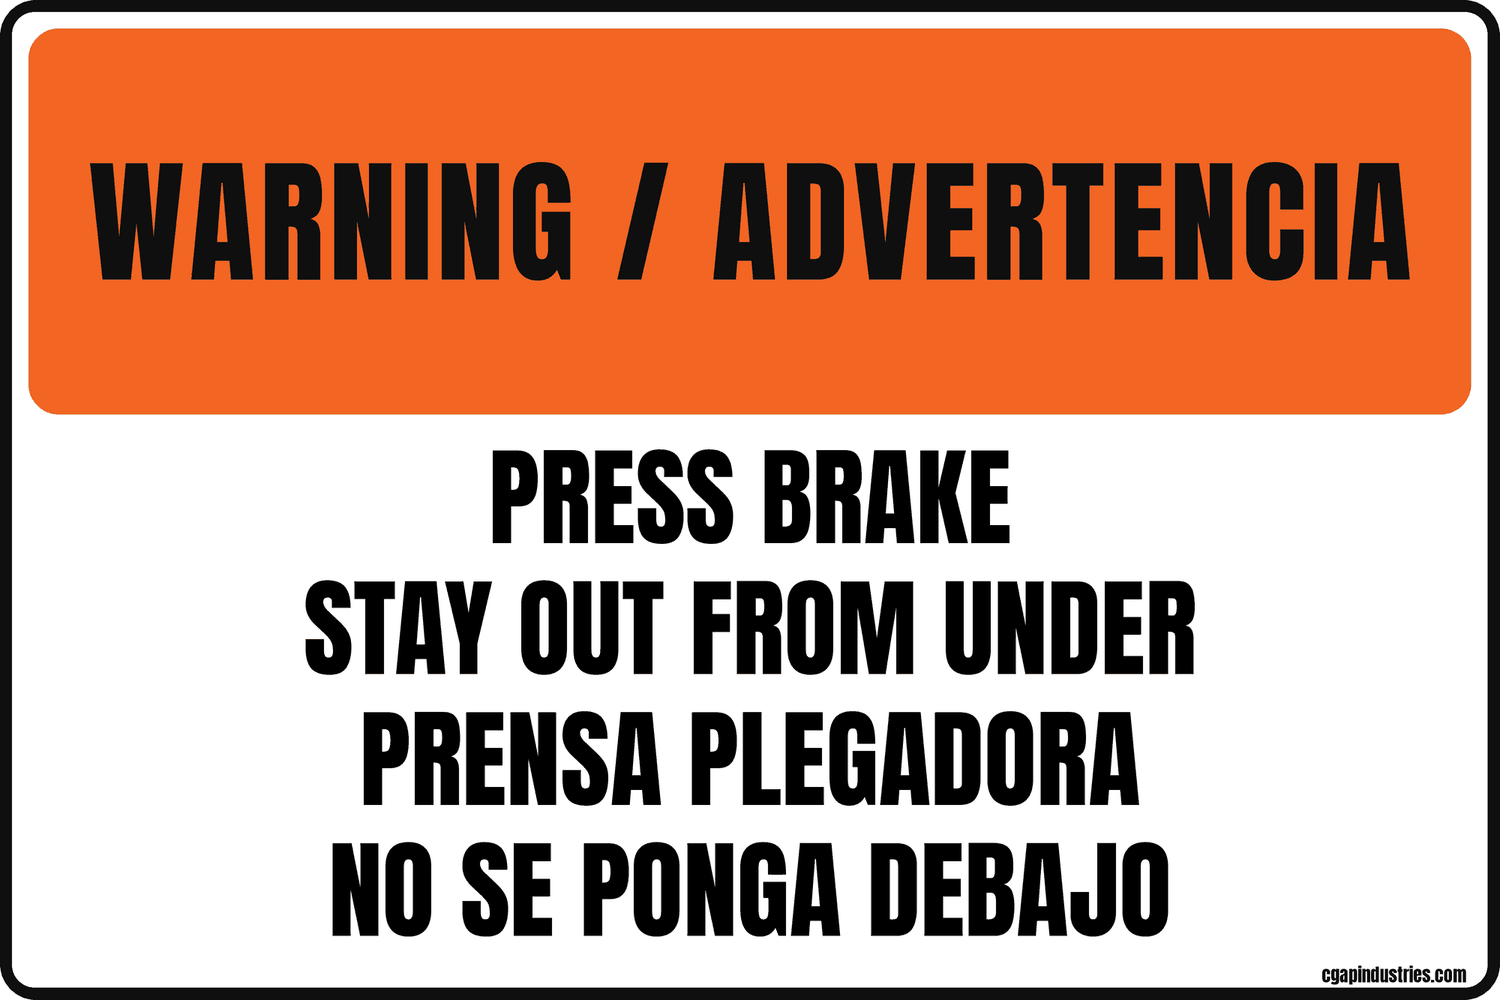 WARNING / ADVERTENCIA
PRESS BRAKE
STAY OUT FROM UNDER
PRENSA PLEGADORA
NO SE PONGA DEBAJO
cgapindustries.com